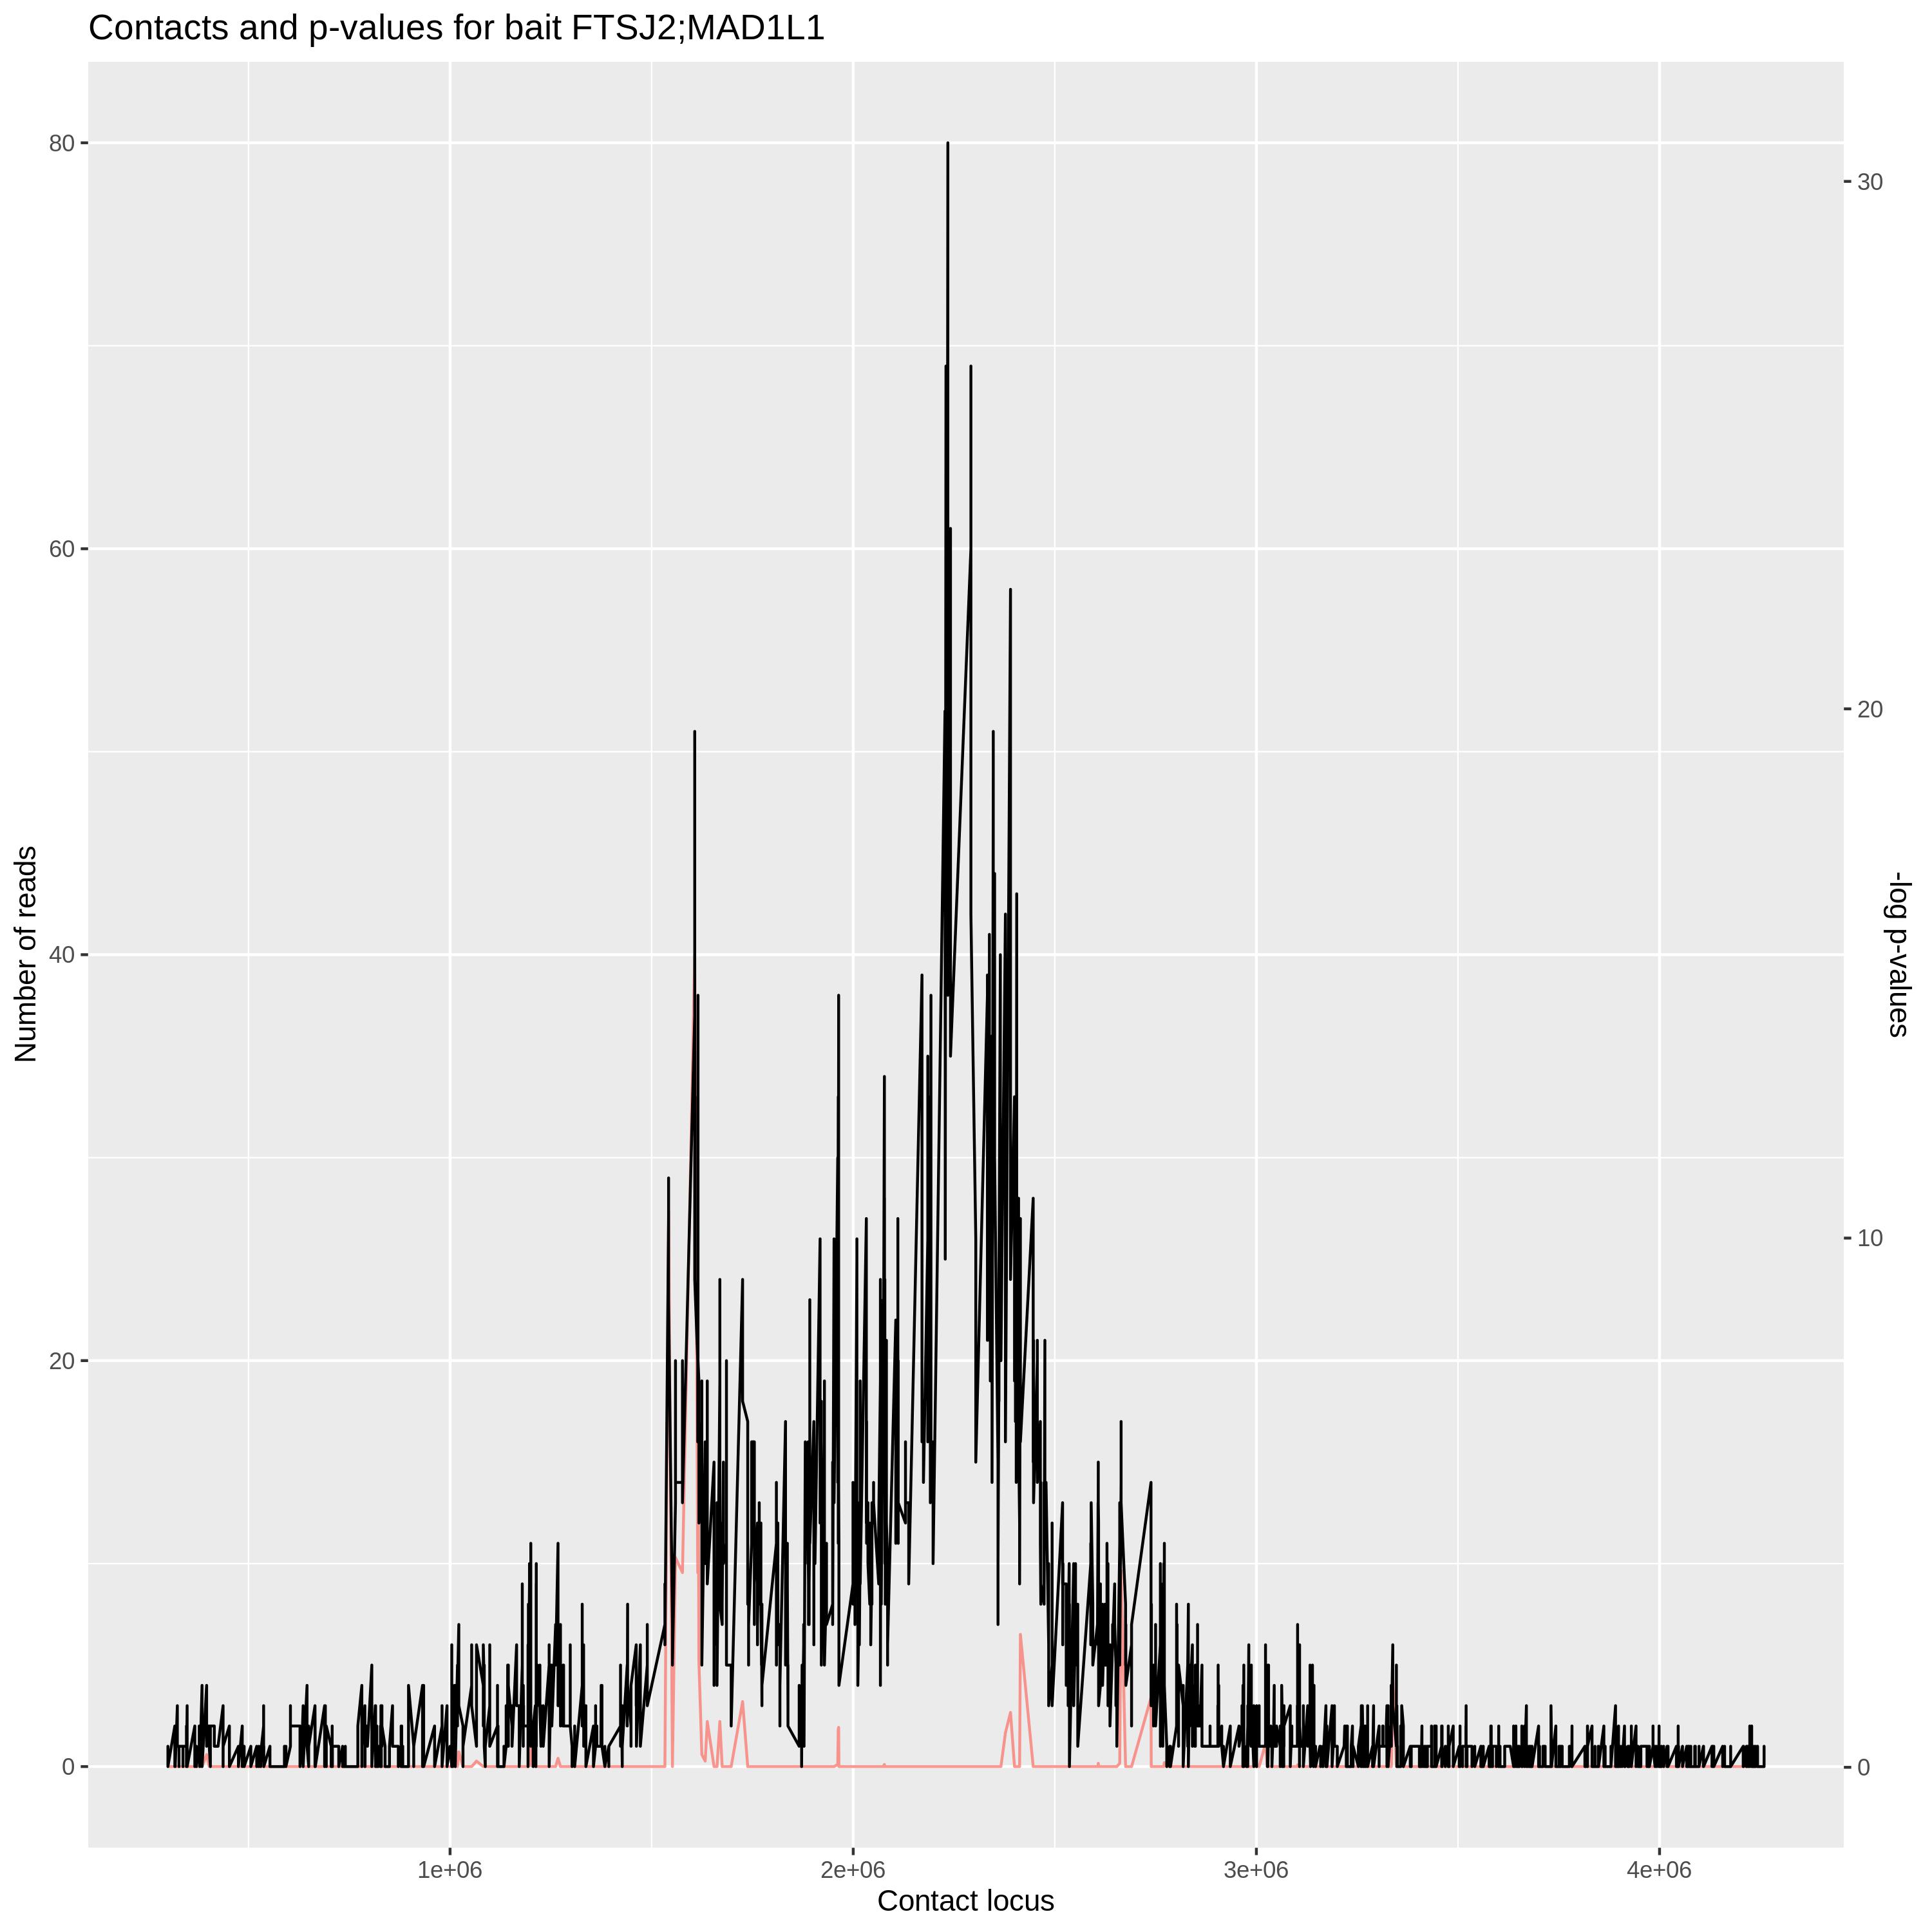 Contacts and p-values for bait FTSJ2;MAD1L1
80
60
40
20
0
Number of reads
30
20
10
0
-log p-values
1e+06
2e+06
3e+06
4e+06
Contact locus